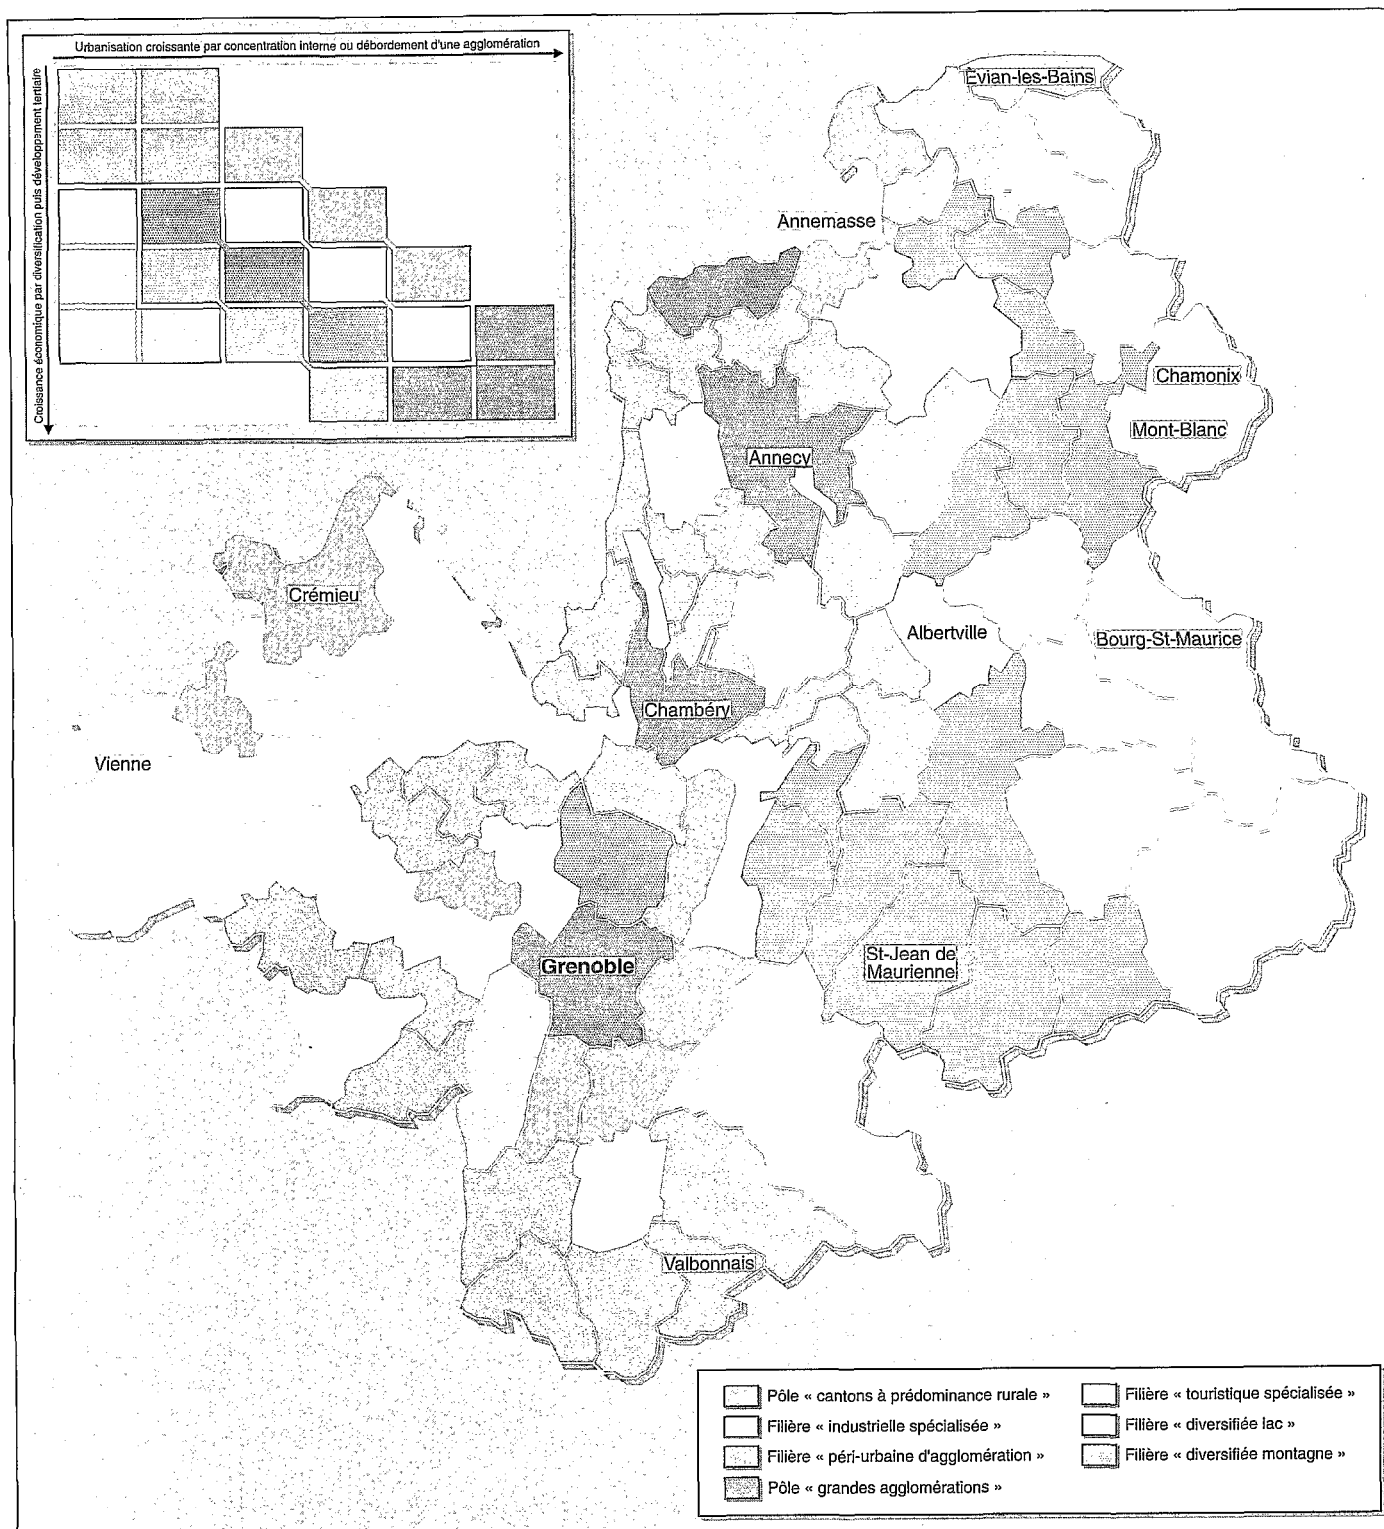 Urbanisation croissante par concentration interne ou débordement d'une agglomération
Croissance économique par diversification puis développement tertiaire
Évian-les-Bains
Annemasse
Chamonix
Mont-Blanc
Annecy
Crémieu
Albertville
Bourg-St-Maurice
Chambéry
Vienne
St-Jean de
Maurienne
Grenoble
Valbonnais
Pôle « cantons à prédominance rurale »
Filière « industrielle spécialisée »
Filière « péri-urbaine d'agglomération »
Pôle « grandes agglomérations »
Filière « touristique spécialisée »
Filière « diversifiée lac »
Filière « diversifiée montagne »